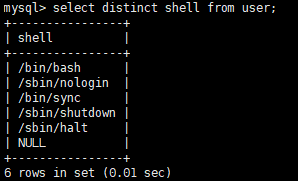 mysql> select distinct shell from user;
+----------------+
| shell          |
+----------------+
| /bin/bash      |
| /sbin/nologin  |
| /bin/sync      |
| /sbin/shutdown |
| /sbin/halt     |
| NULL           |
+----------------+
6 rows in set (0.01 sec)